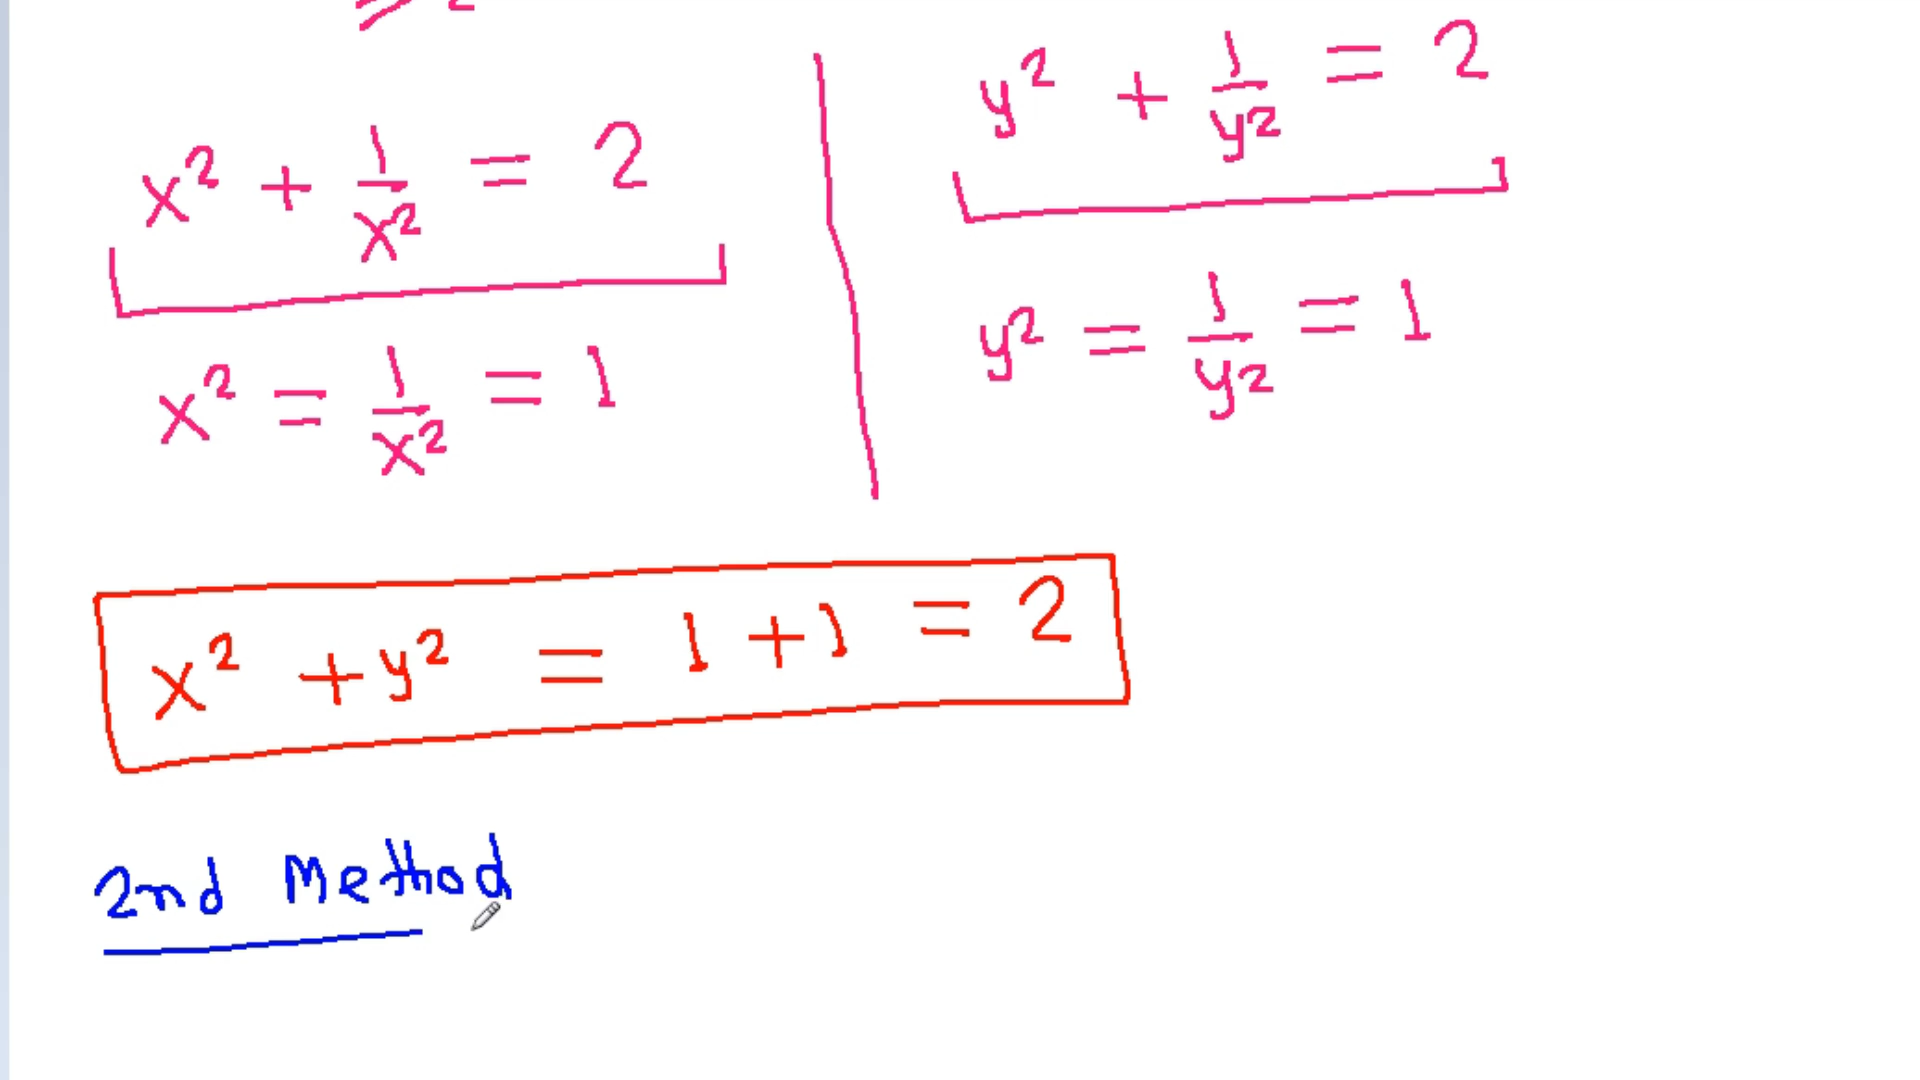 ≥ 2
x² + 1/x² = 2
x² = 1/x² = 1
y² + 1/y² = 2
y² = 1/y² = 1
x² + y² = 1 + 1 = 2
2nd Method